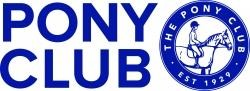 PONY
CLUB
THE PONY CLUB
· EST 1929 ·